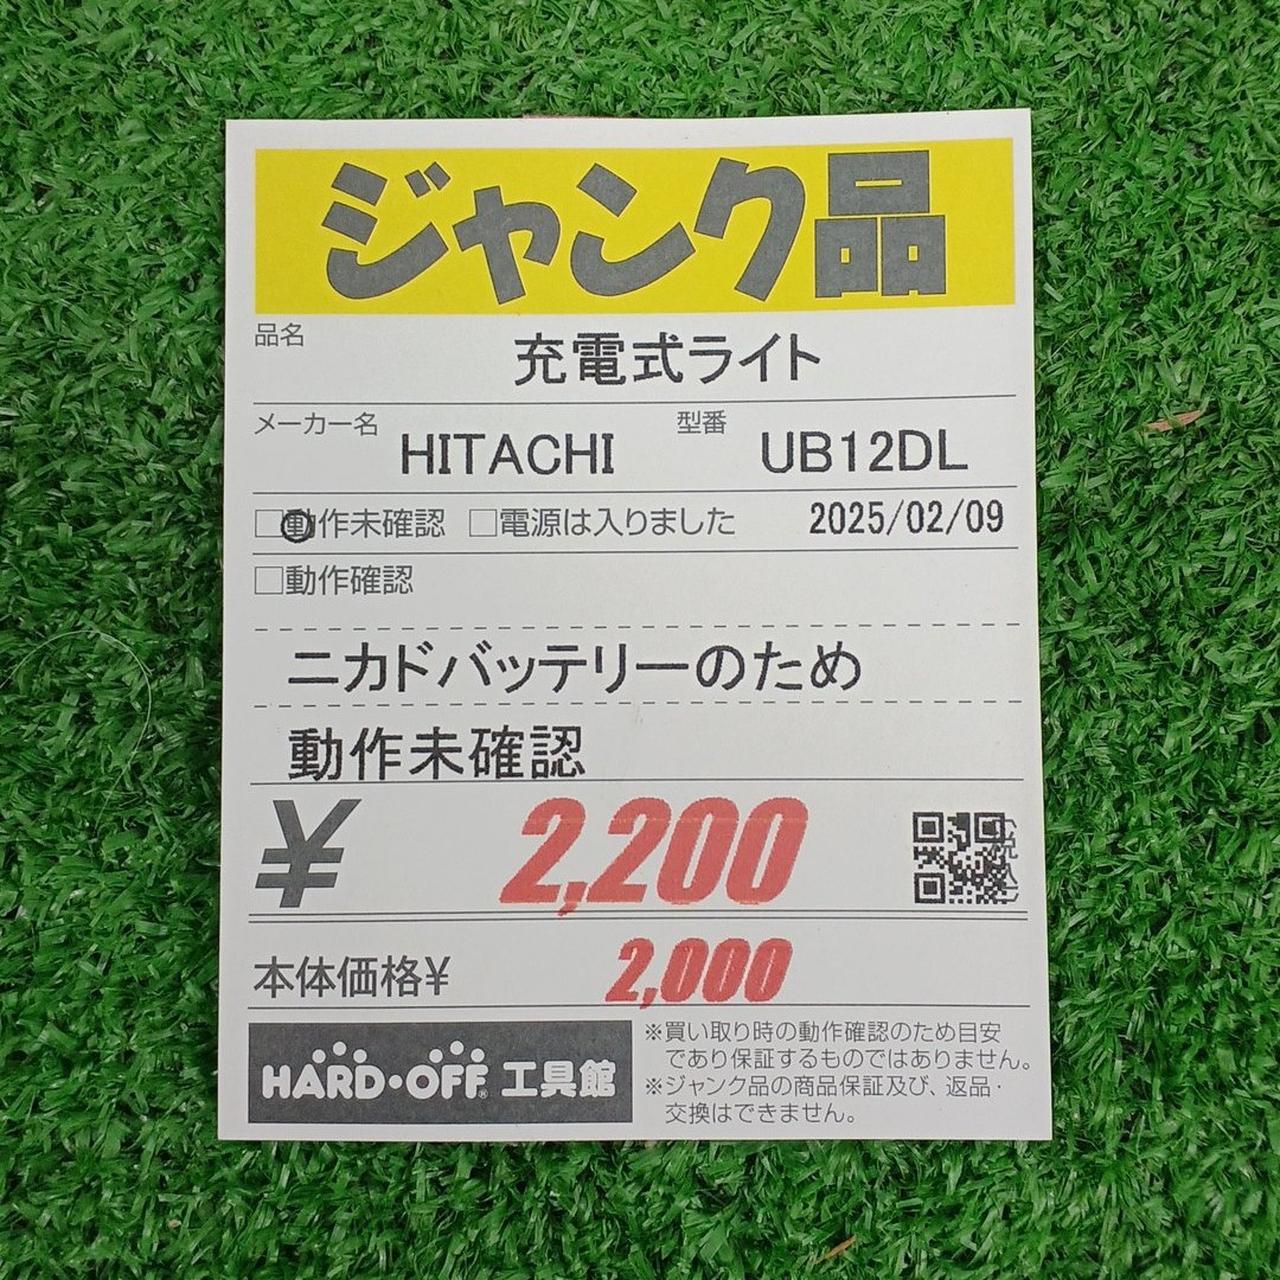 ジャンク品
品名 充電式ライト
メーカー名 HITACHI 型番 UB12DL
□動作未確認 □電源は入りました 2025/02/09
□動作確認
ニカドバッテリーのため
動作未確認
¥ 2,200
本体価格¥ 2,000
HARD・OFF® 工具館
※買い取り時の動作確認のため目安
であり保証するものではありません。
※ジャンク品の商品保証及び、返品・
交換はできません。